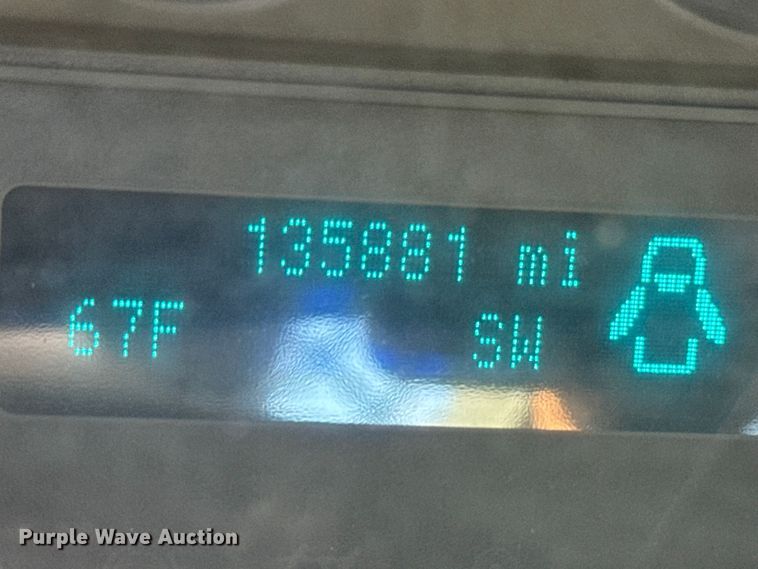 135881 mi
67F SW
Purple Wave Auction